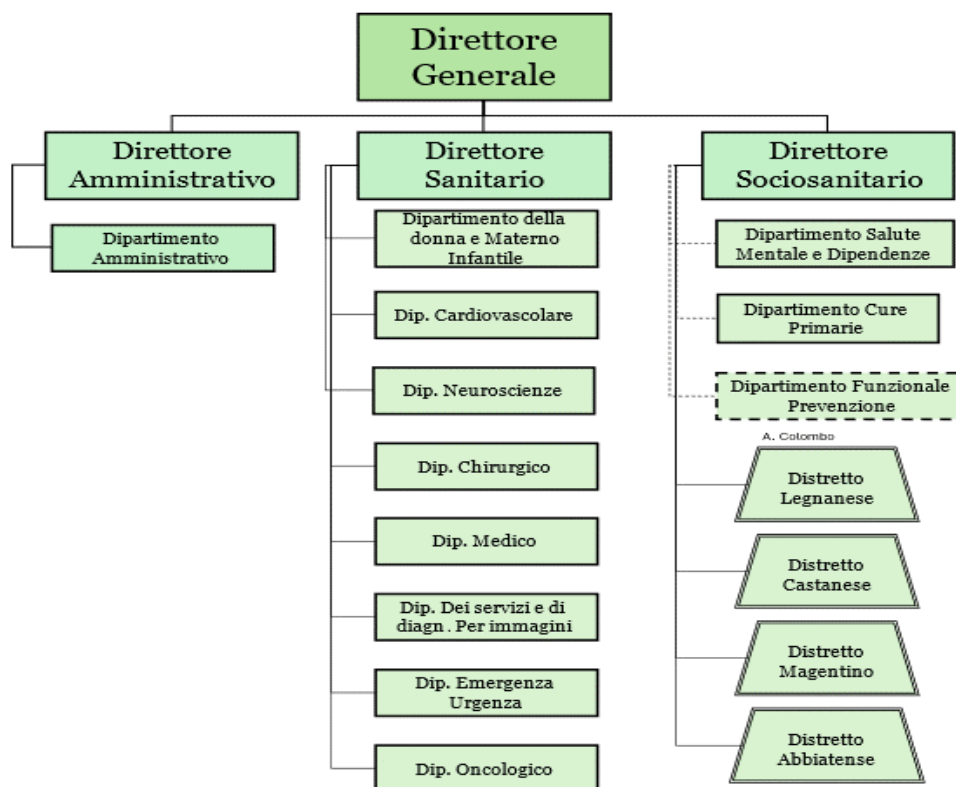 Direttore
Generale
Direttore
Amministrativo
Dipartimento
Amministrativo
Direttore
Sanitario
Dipartimento della
donna e Materno
Infantile
Dip. Cardiovascolare
Dip. Neuroscienze
Dip. Chirurgico
Dip. Medico
Dip. Dei servizi e di
diagn. Per immagini
Dip. Emergenza
Urgenza
Dip. Oncologico
Direttore
Sociosanitario
Dipartimento Salute
Mentale e Dipendenze
Dipartimento Cure
Primarie
Dipartimento Funzionale
Prevenzione
A. Colombo
Distretto
Legnanese
Distretto
Castanese
Distretto
Magentino
Distretto
Abbiatense